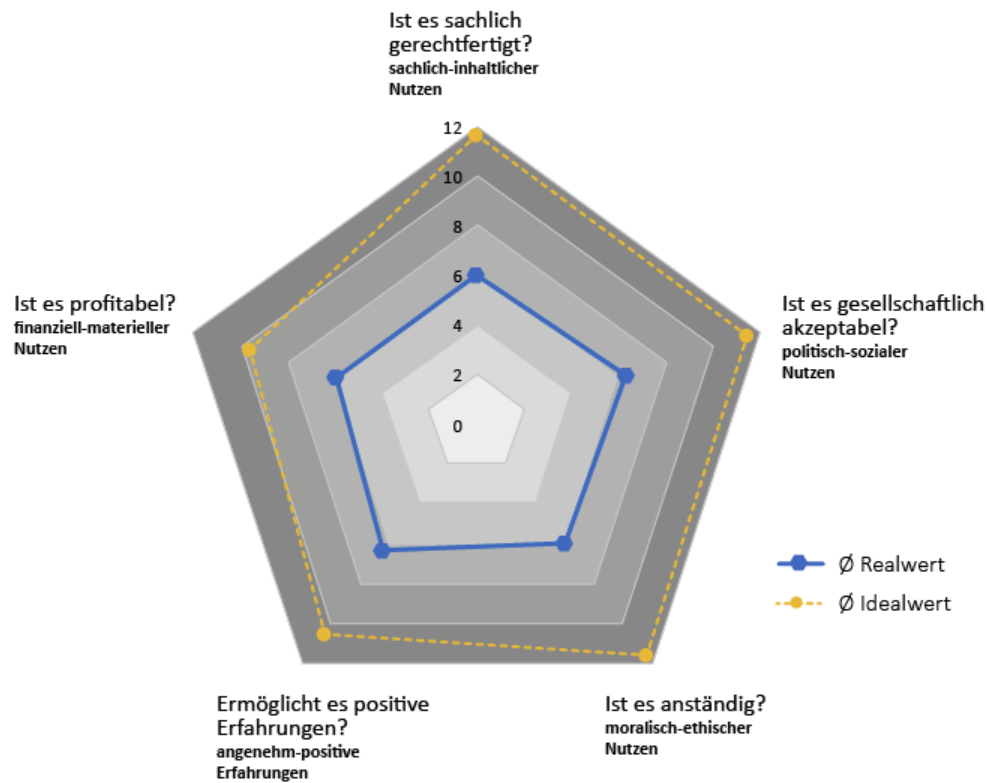 Ist es sachlich
gerechtfertigt?
sachlich-inhaltlicher
Nutzen
12
10
8
6
4
2
0
Ist es profitabel?
finanziell-materieller
Nutzen
Ist es gesellschaftlich
akzeptabel?
politisch-sozialer
Nutzen
Ø Realwert
Ø Idealwert
Ermöglicht es positive
Erfahrungen?
angenehm-positive
Erfahrungen
Ist es anständig?
moralisch-ethischer
Nutzen